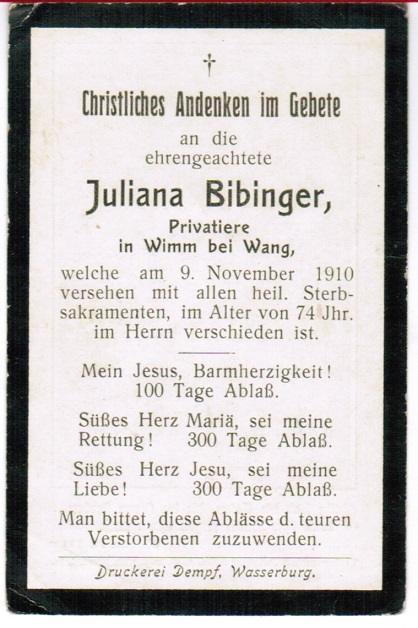 Christliches Andenken im Gebete
an die
ehrengeachtete
Juliana Bibinger,
Privatiere
in Wimm bei Wang,
welche am 9. November 1910
versehen mit allen heil. Sterb-
sakramenten, im Alter von 74 Jhr.
im Herrn verschieden ist.
Mein Jesus, Barmherzigkeit!
100 Tage Ablaß.
Süßes Herz Mariä, sei meine
Rettung! 300 Tage Ablaß.
Süßes Herz Jesu, sei meine
Liebe! 300 Tage Ablaß.
Man bittet, diese Ablässe d. teuren
Verstorbenen zuzuwenden.
Druckerei Dempf, Wasserburg.